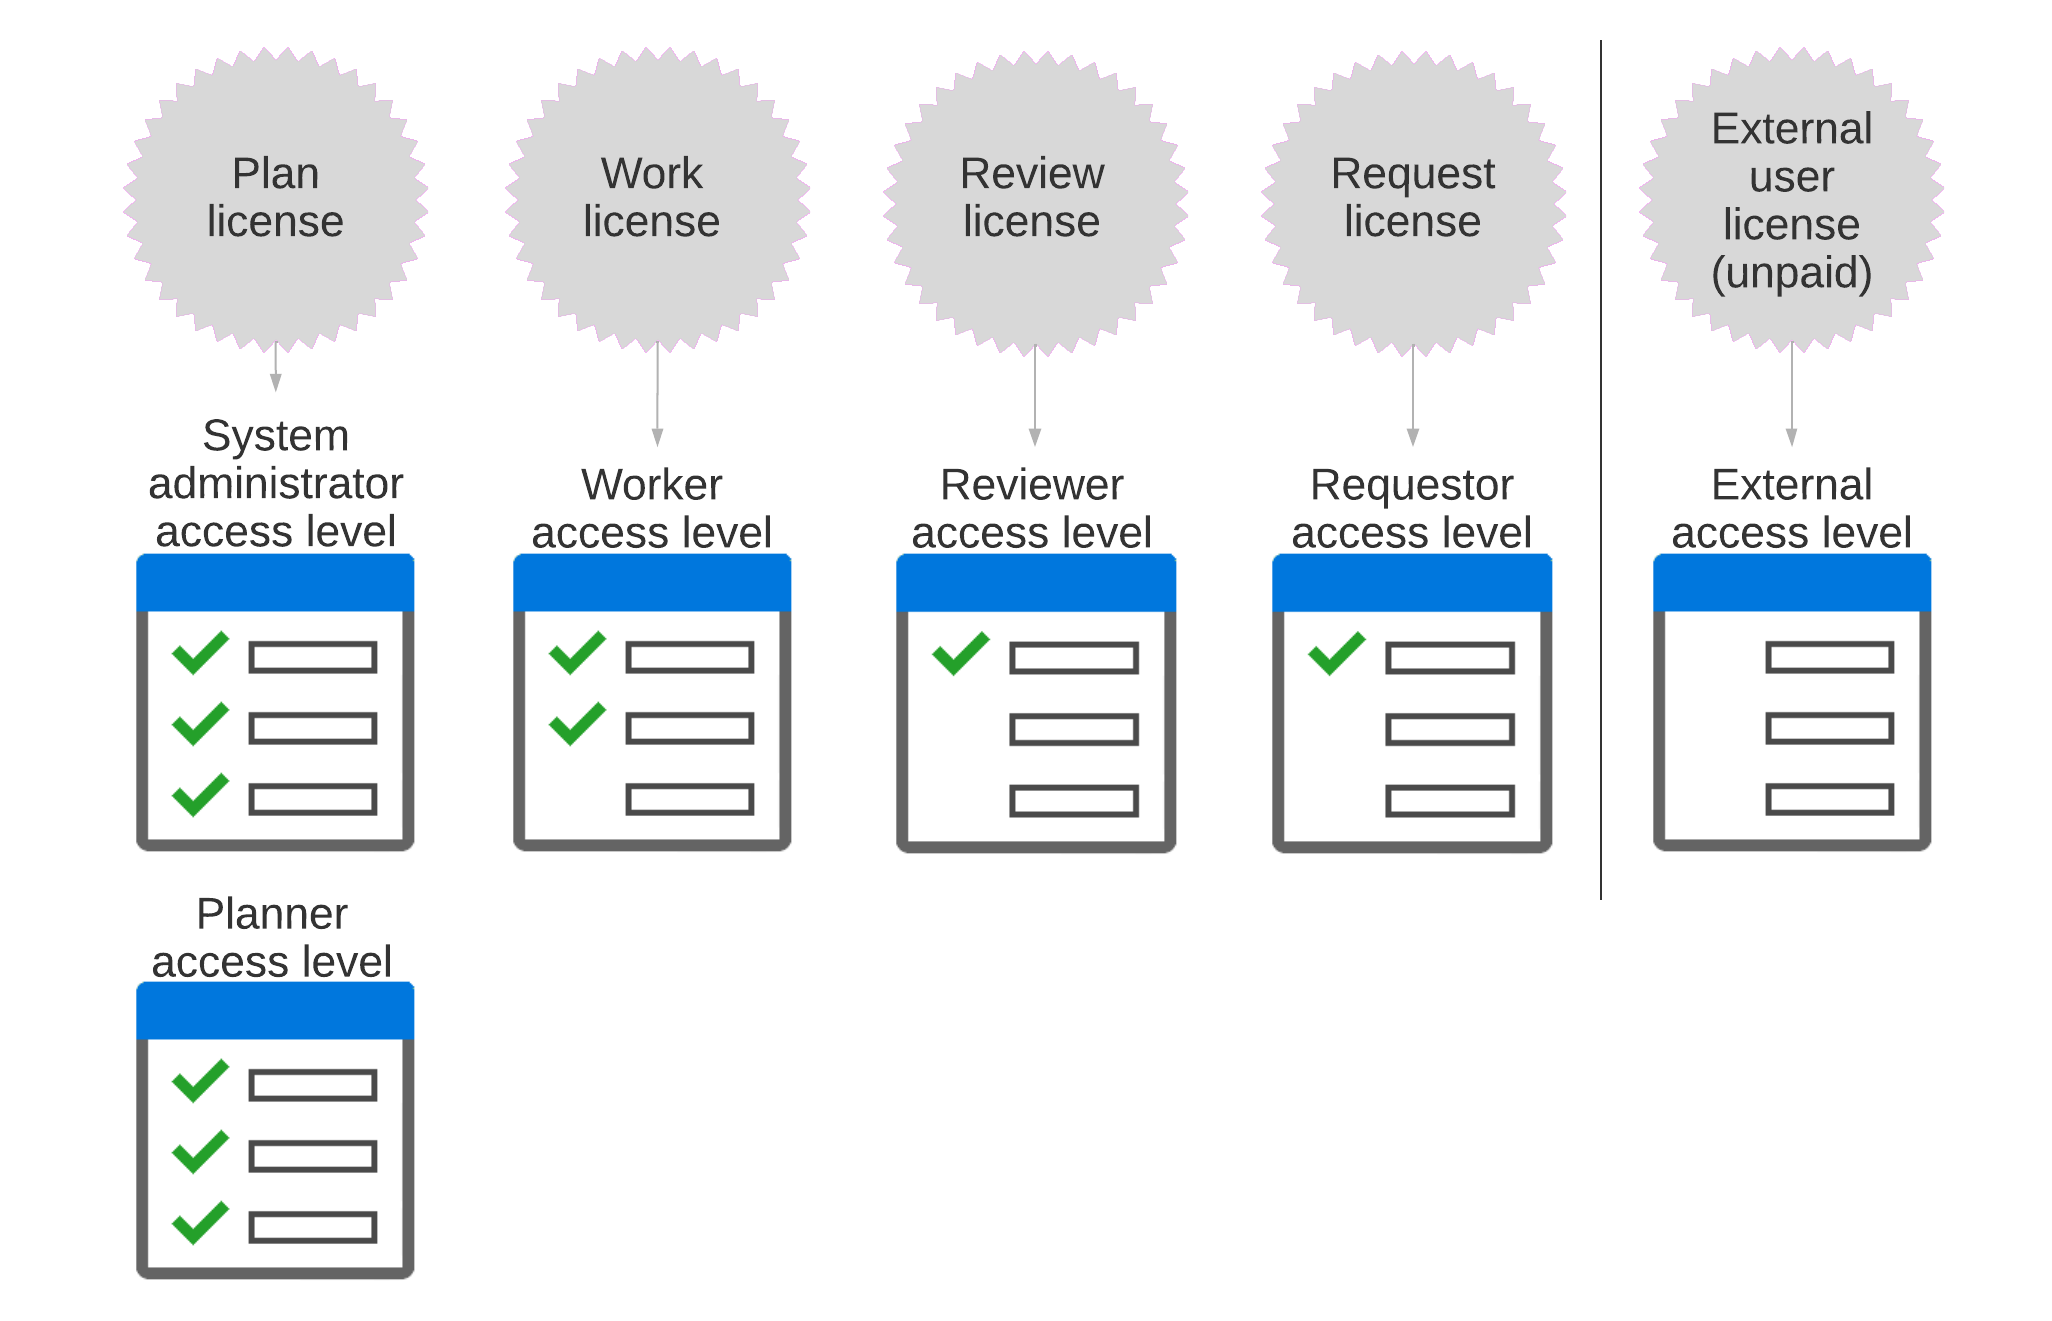 Plan
license
Work
license
Review
license
Request
license
External
user
license
(unpaid)
System
administrator
access level
Worker
access level
Reviewer
access level
Requestor
access level
External
access level
Planner
access level